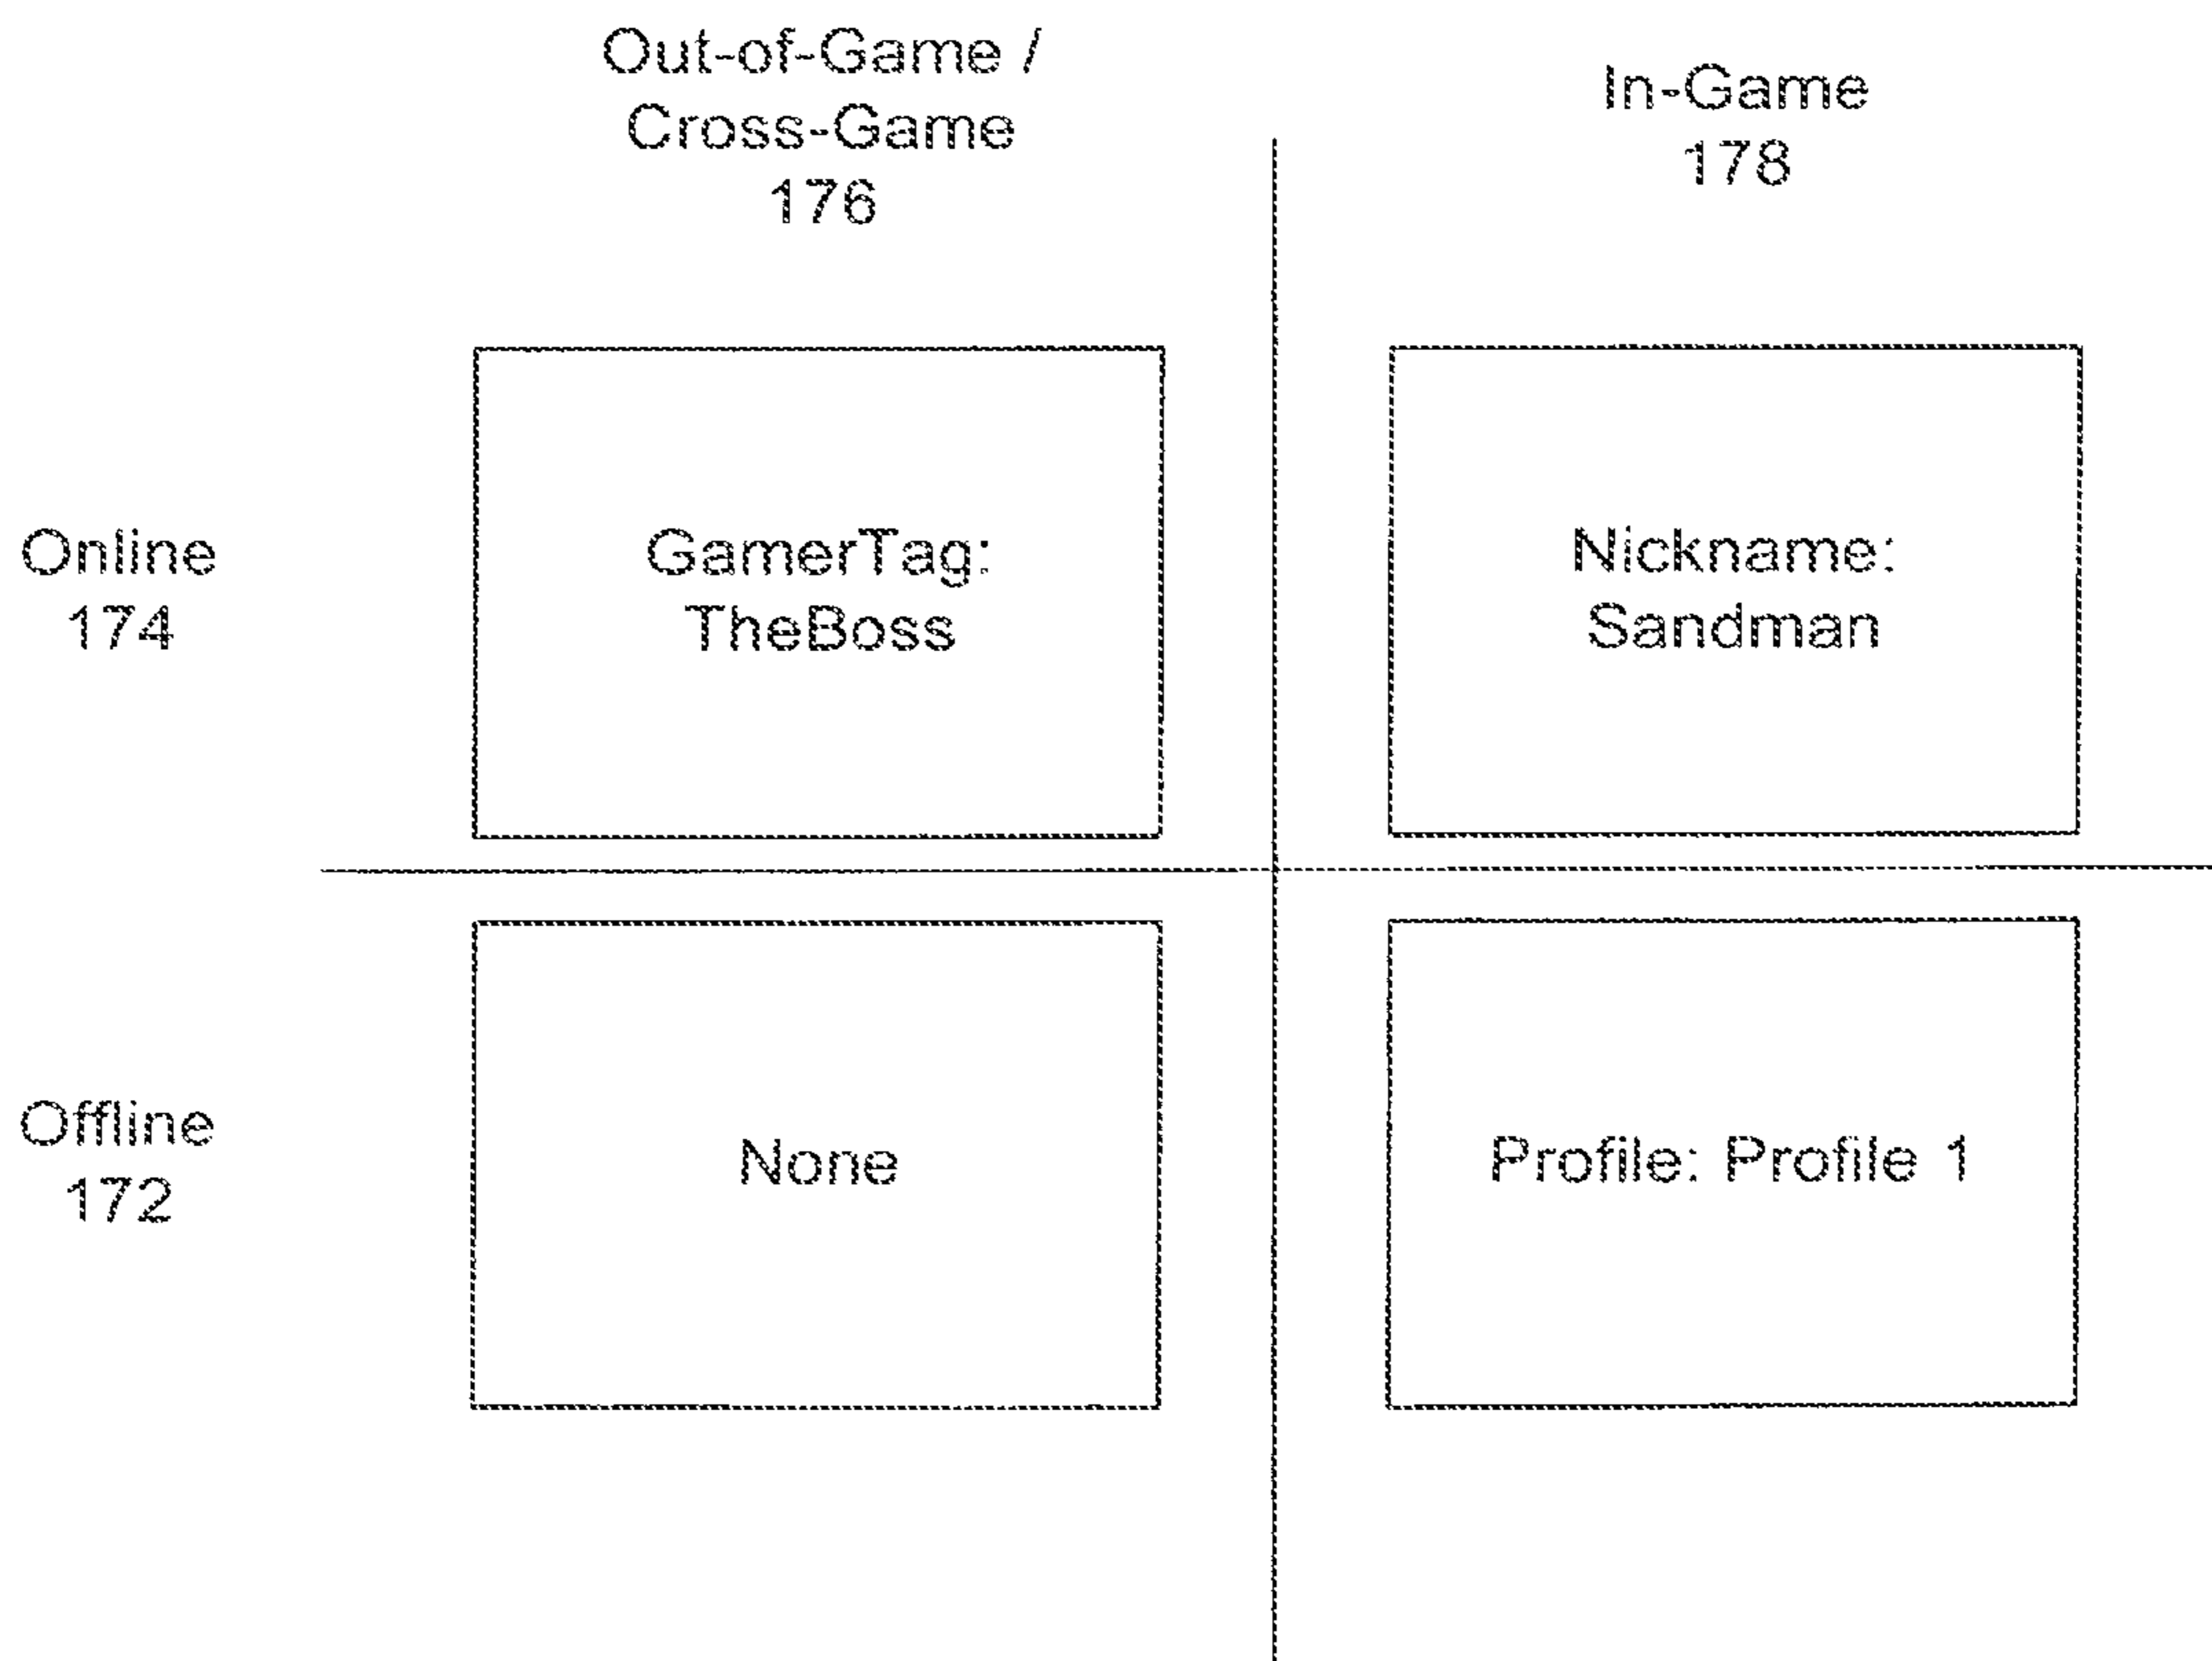 Out-of-Game /
Cross-Game
176
In-Game
178
Online
174
GamerTag:
TheBoss
Nickname:
Sandman
Offline
172
None
Profile: Profile 1